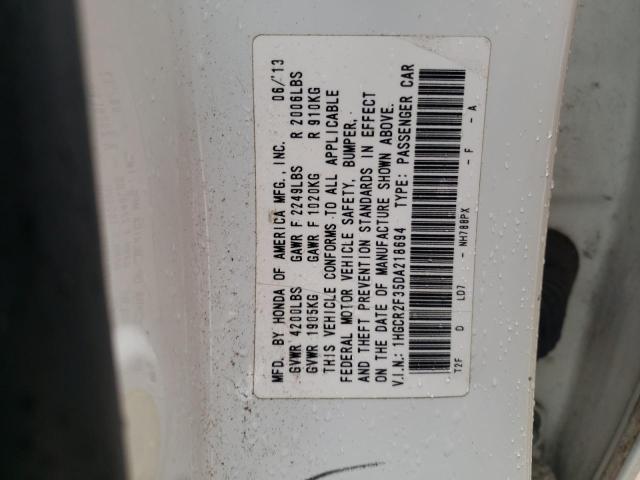 MFD. BY HONDA OF AMERICA MFG., INC. 06/'13
GVWR 4200LBS GAWR F 2249LBS R 2006LBS
GVWR 1905KG GAWR F 1020KG R 910KG
THIS VEHICLE CONFORMS TO ALL APPLICABLE
FEDERAL MOTOR VEHICLE SAFETY, BUMPER,
AND THEFT PREVENTION STANDARDS IN EFFECT
ON THE DATE OF MANUFACTURE SHOWN ABOVE.
V.I.N.: 1HGCR2F35DA218694 TYPE: PASSENGER CAR
T2F D LD7 - NH788PX - F - A